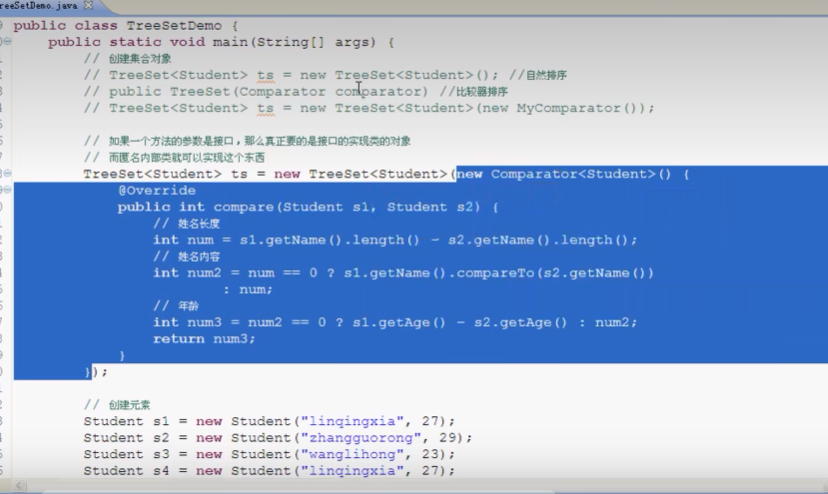 reeSetDemo.java
public class TreeSetDemo {
public static void main(String[] args) {
// 创建集合对象
// TreeSet<Student> ts = new TreeSet<Student>(); //自然排序
// public TreeSet(Comparator comparator) //比较器排序
// TreeSet<Student> ts = new TreeSet<Student>(new MyComparator());
// 如果一个方法的参数是接口，那么真正要的是接口的实现类的对象
// 而匿名内部类就可以实现这个东西
TreeSet<Student> ts = new TreeSet<Student>(new Comparator<Student>() {
@Override
public int compare(Student s1, Student s2) {
// 姓名长度
int num = s1.getName().length() - s2.getName().length();
// 姓名内容
int num2 = num == 0 ? s1.getName().compareTo(s2.getName())
: num;
// 年龄
int num3 = num2 == 0 ? s1.getAge() - s2.getAge() : num2;
return num3;
}
});
// 创建元素
Student s1 = new Student("linqingxia", 27);
Student s2 = new Student("zhangguorong", 29);
Student s3 = new Student("wanglihong", 23);
Student s4 = new Student("linqingxia", 27);